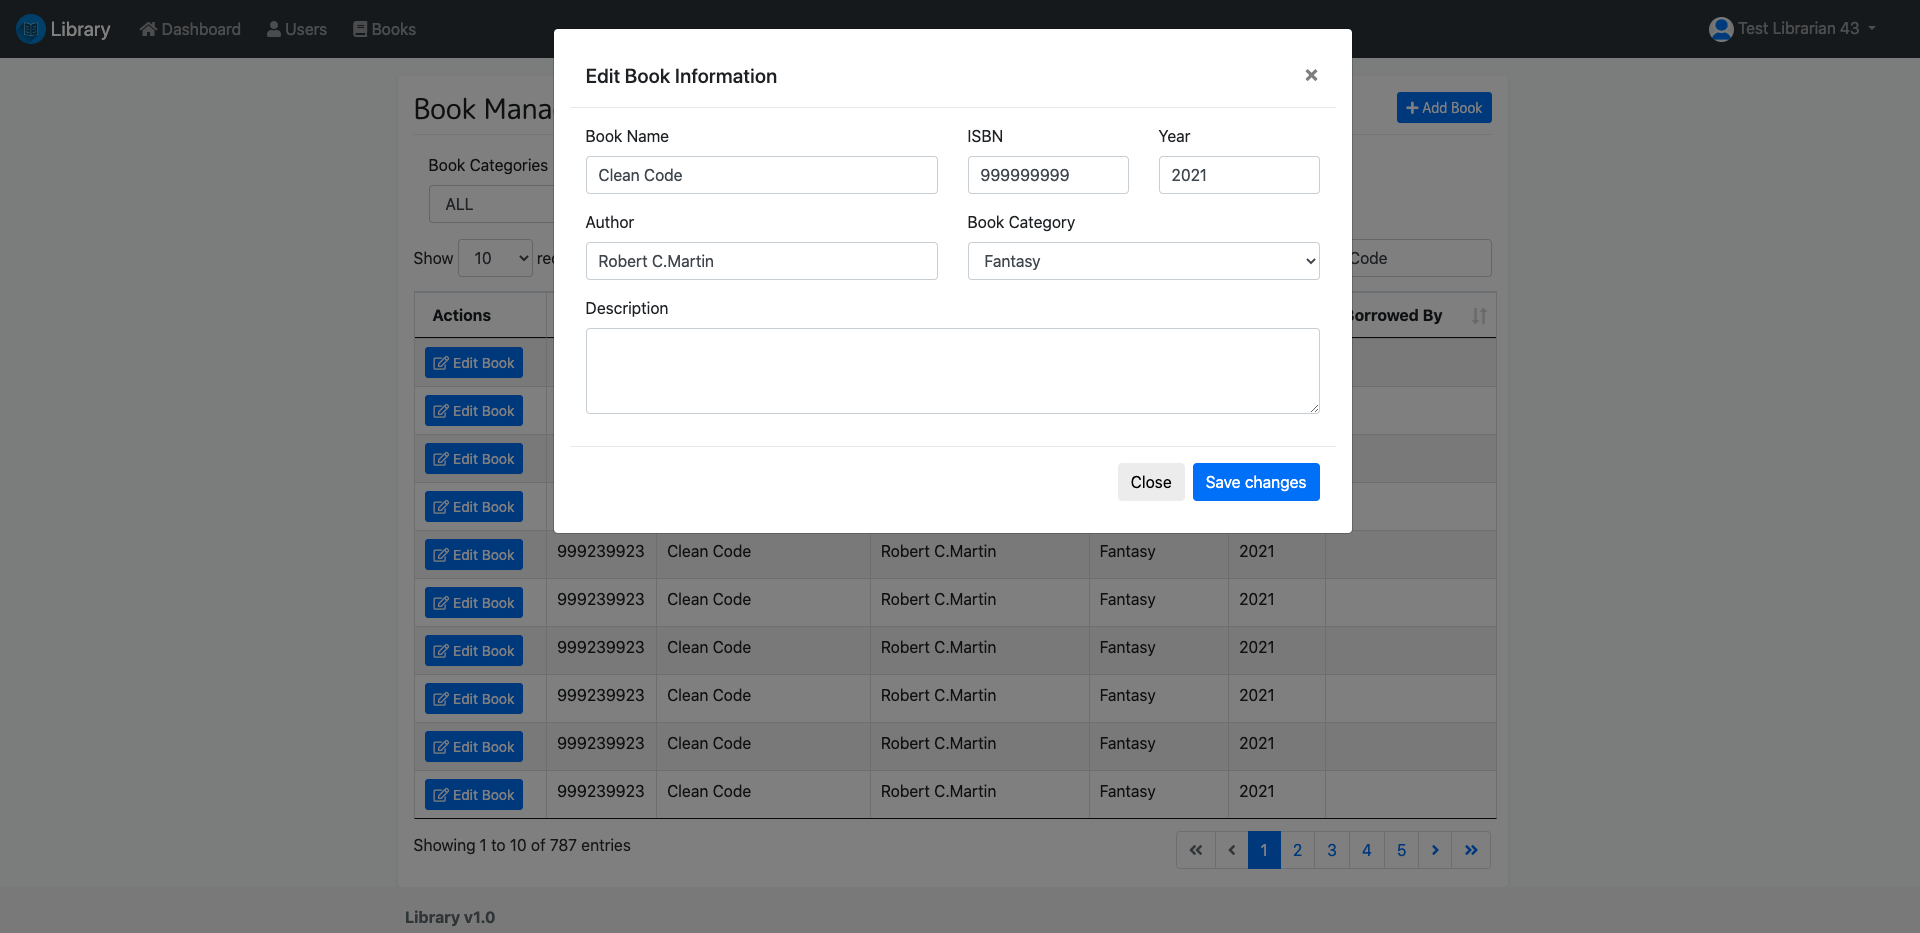 Library Dashboard Users Books Test Librarian 43
Edit Book Information ×
Book Mana + Add Book
Book Name ISBN Year
Book Categories
Clean Code 999999999 2021
ALL
Author Book Category
Show 10 rec Robert C.Martin Fantasy Code
Description
Actions Borrowed By
Edit Book
Edit Book
Edit Book
Close Save changes
Edit Book
Edit Book 999239923 Clean Code Robert C.Martin Fantasy 2021
Edit Book 999239923 Clean Code Robert C.Martin Fantasy 2021
Edit Book 999239923 Clean Code Robert C.Martin Fantasy 2021
Edit Book 999239923 Clean Code Robert C.Martin Fantasy 2021
Edit Book 999239923 Clean Code Robert C.Martin Fantasy 2021
Edit Book 999239923 Clean Code Robert C.Martin Fantasy 2021
Showing 1 to 10 of 787 entries « ‹ 1 2 3 4 5 › »
Library v1.0